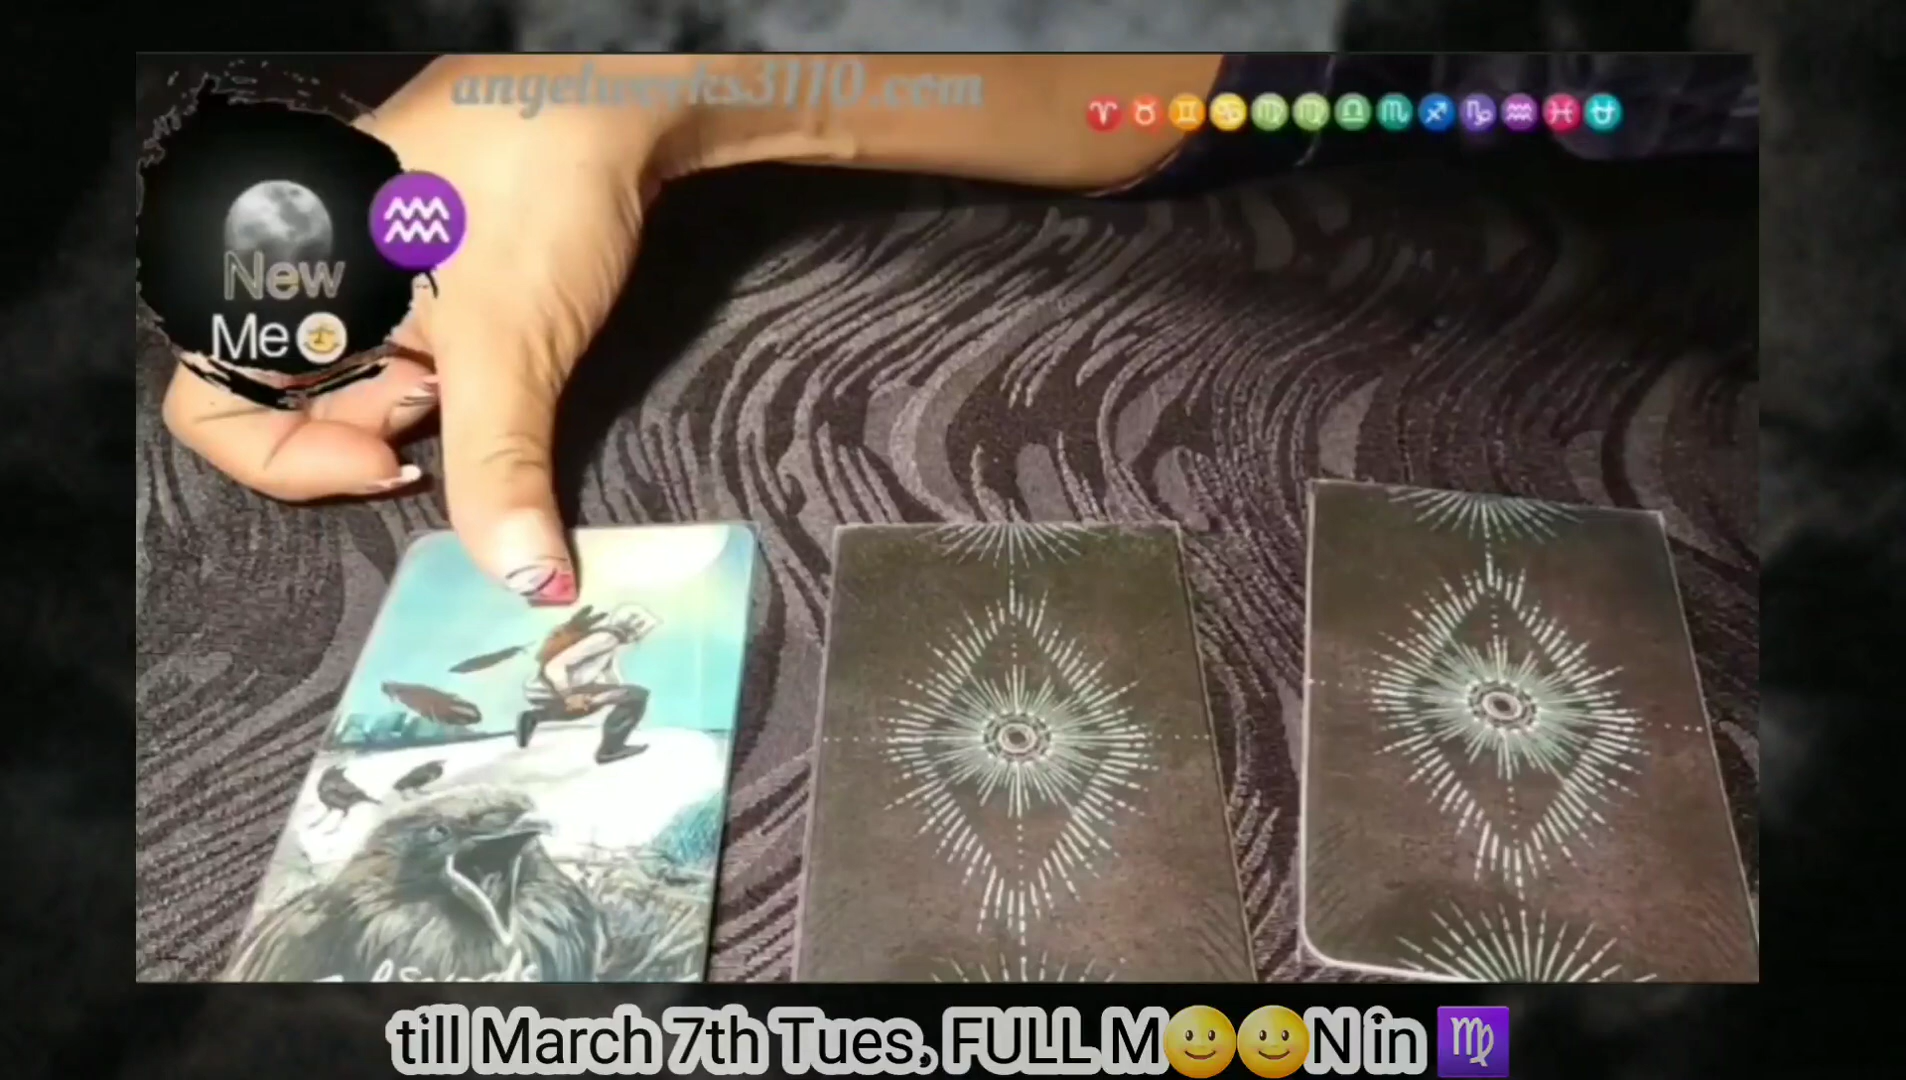 angelworks3110.com
♈♉♊♋♍♍♎♏♐♑♒♓⛎
New ♒
Me
till March 7th Tues, FULL M🌝🌝N in ♍